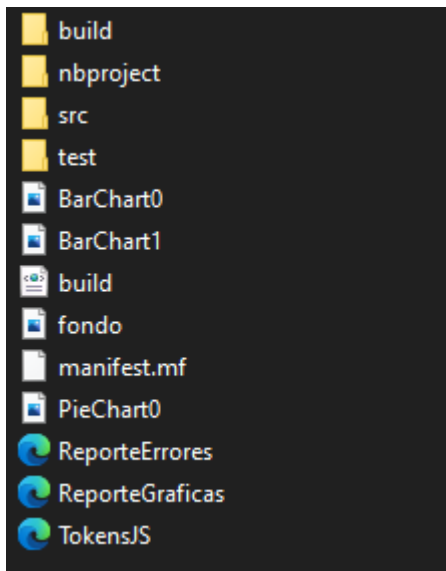 build
nbproject
src
test
BarChart0
BarChart1
build
fondo
manifest.mf
PieChart0
ReporteErrores
ReporteGraficas
TokensJS